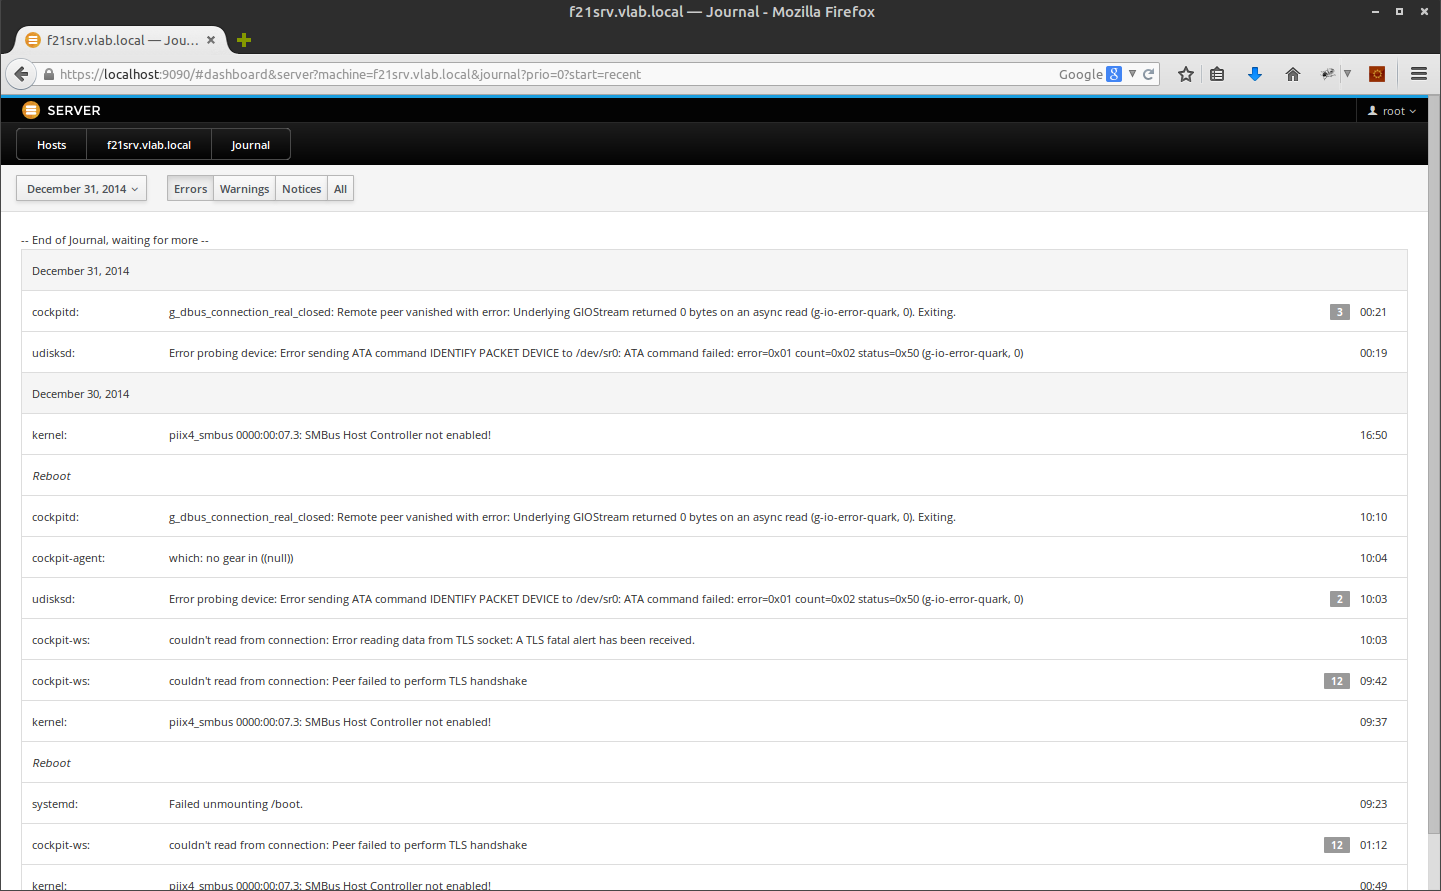 f21srv.vlab.local — Journal - Mozilla Firefox
f21srv.vlab.local — Jou...
https://localhost:9090/#dashboard&server?machine=f21srv.vlab.local&journal?prio=0?start=recent Google 8
SERVER root
Hosts f21srv.vlab.local Journal
December 31, 2014 Errors Warnings Notices All
-- End of Journal, waiting for more --
December 31, 2014
cockpitd: g_dbus_connection_real_closed: Remote peer vanished with error: Underlying GIOStream returned 0 bytes on an async read (g-io-error-quark, 0). Exiting. 3 00:21
udisksd: Error probing device: Error sending ATA command IDENTIFY PACKET DEVICE to /dev/sr0: ATA command failed: error=0x01 count=0x02 status=0x50 (g-io-error-quark, 0) 00:19
December 30, 2014
kernel: piix4_smbus 0000:00:07.3: SMBus Host Controller not enabled! 16:50
Reboot
cockpitd: g_dbus_connection_real_closed: Remote peer vanished with error: Underlying GIOStream returned 0 bytes on an async read (g-io-error-quark, 0). Exiting. 10:10
cockpit-agent: which: no gear in ((null)) 10:04
udisksd: Error probing device: Error sending ATA command IDENTIFY PACKET DEVICE to /dev/sr0: ATA command failed: error=0x01 count=0x02 status=0x50 (g-io-error-quark, 0) 2 10:03
cockpit-ws: couldn't read from connection: Error reading data from TLS socket: A TLS fatal alert has been received. 10:03
cockpit-ws: couldn't read from connection: Peer failed to perform TLS handshake 12 09:42
kernel: piix4_smbus 0000:00:07.3: SMBus Host Controller not enabled! 09:37
Reboot
systemd: Failed unmounting /boot. 09:23
cockpit-ws: couldn't read from connection: Peer failed to perform TLS handshake 12 01:12
kernel: piix4_smbus 0000:00:07.3: SMBus Host Controller not enabled! 00:49